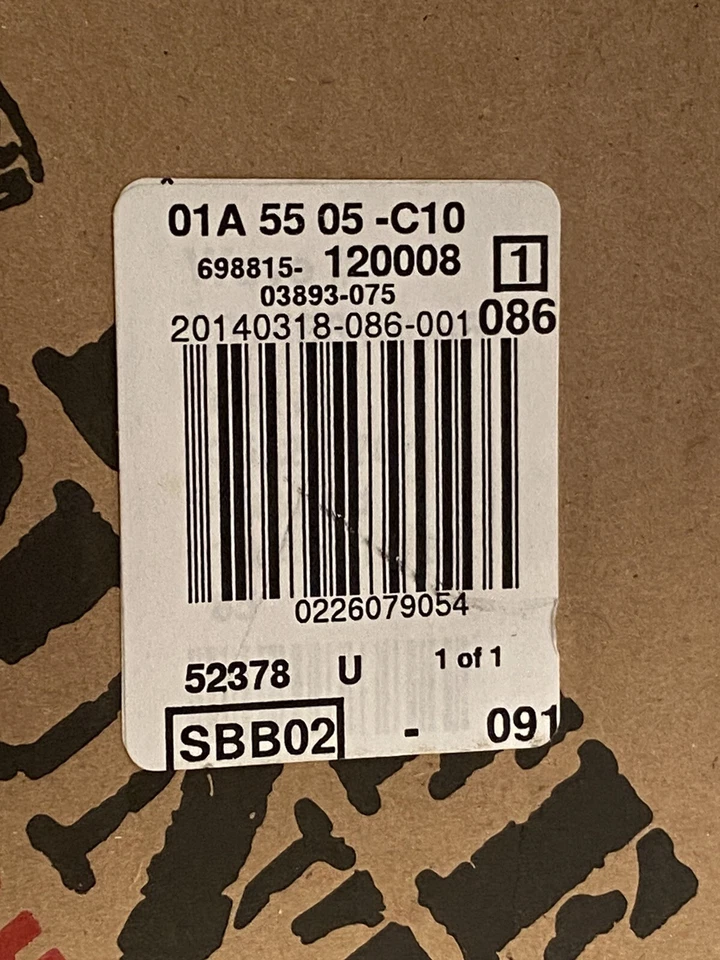 01A 55 05 -C10
698815- 120008 1
03893-075
20140318-086-001 086
0226079054
52378 U 1 of 1
SBB02 - 091